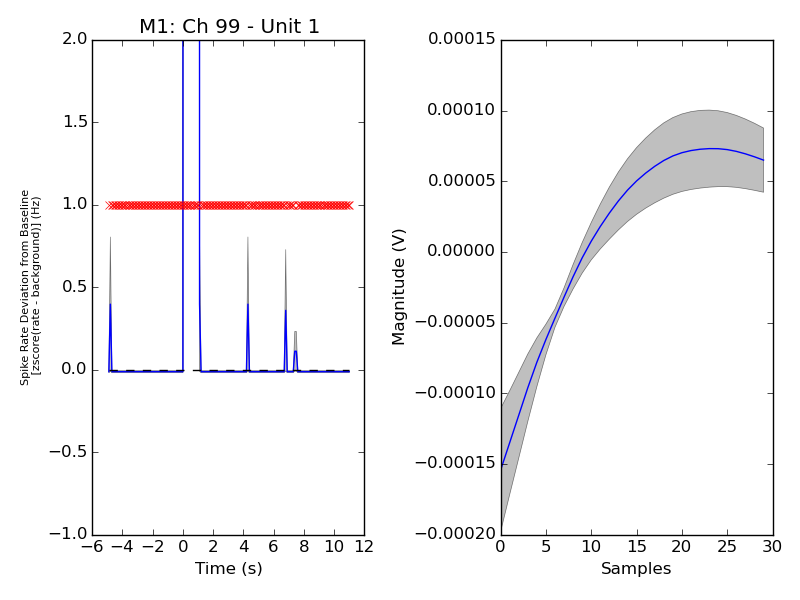 M1: Ch 99 - Unit 1
2.0
1.5
1.0
0.5
0.0
−0.5
−1.0
−6 −4 −2 0 2 4 6 8 10 12
Time (s)
Spike Rate Deviation from Baseline
[zscore(rate - background)] (Hz)
0.00015
0.00010
0.00005
0.00000
−0.00005
−0.00010
−0.00015
−0.00020
0 5 10 15 20 25 30
Samples
Magnitude (V)